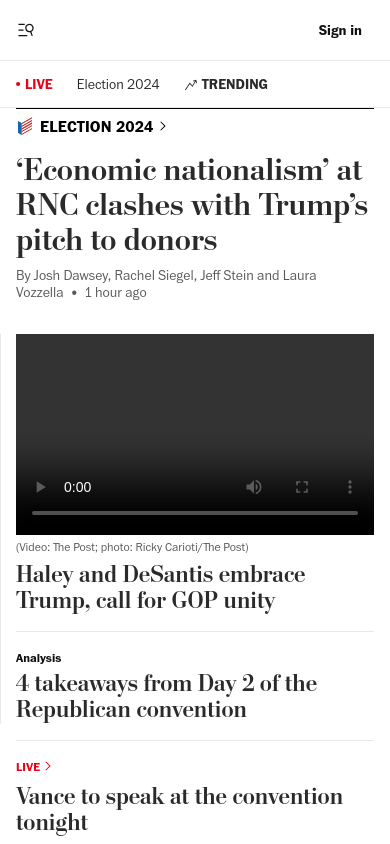 Sign in
• LIVE Election 2024 TRENDING
ELECTION 2024
‘Economic nationalism’ at
RNC clashes with Trump’s
pitch to donors
By Josh Dawsey, Rachel Siegel, Jeff Stein and Laura
Vozzella • 1 hour ago
0:00
(Video: The Post; photo: Ricky Carioti/The Post)
Haley and DeSantis embrace
Trump, call for GOP unity
Analysis
4 takeaways from Day 2 of the
Republican convention
LIVE
Vance to speak at the convention
tonight